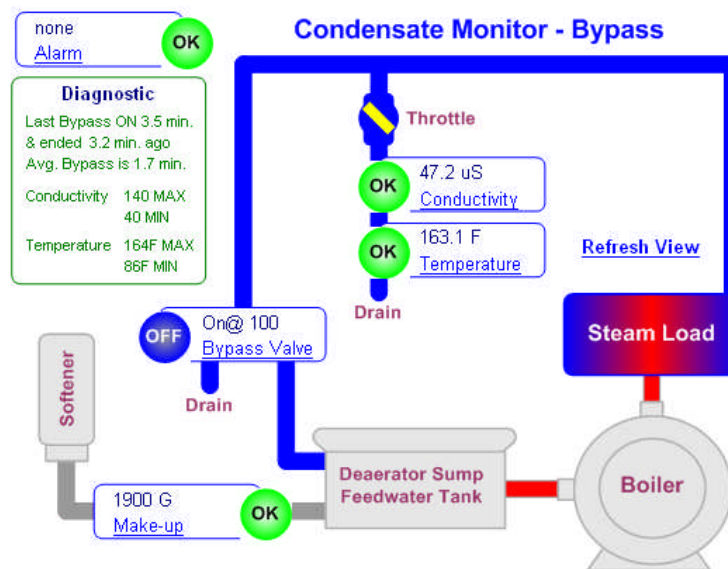 Condensate Monitor - Bypass
none
Alarm
OK
Diagnostic
Last Bypass ON 3.5 min.
& ended 3.2 min. ago
Avg. Bypass is 1.7 min.
Conductivity 140 MAX
40 MIN
Temperature 164F MAX
86F MIN
Throttle
OK
47.2 uS
Conductivity
OK
163.1 F
Temperature
Drain
Refresh View
OFF
On@ 100
Bypass Valve
Drain
Steam Load
Softener
Deaerator Sump
Feedwater Tank
Boiler
1900 G
Make-up
OK